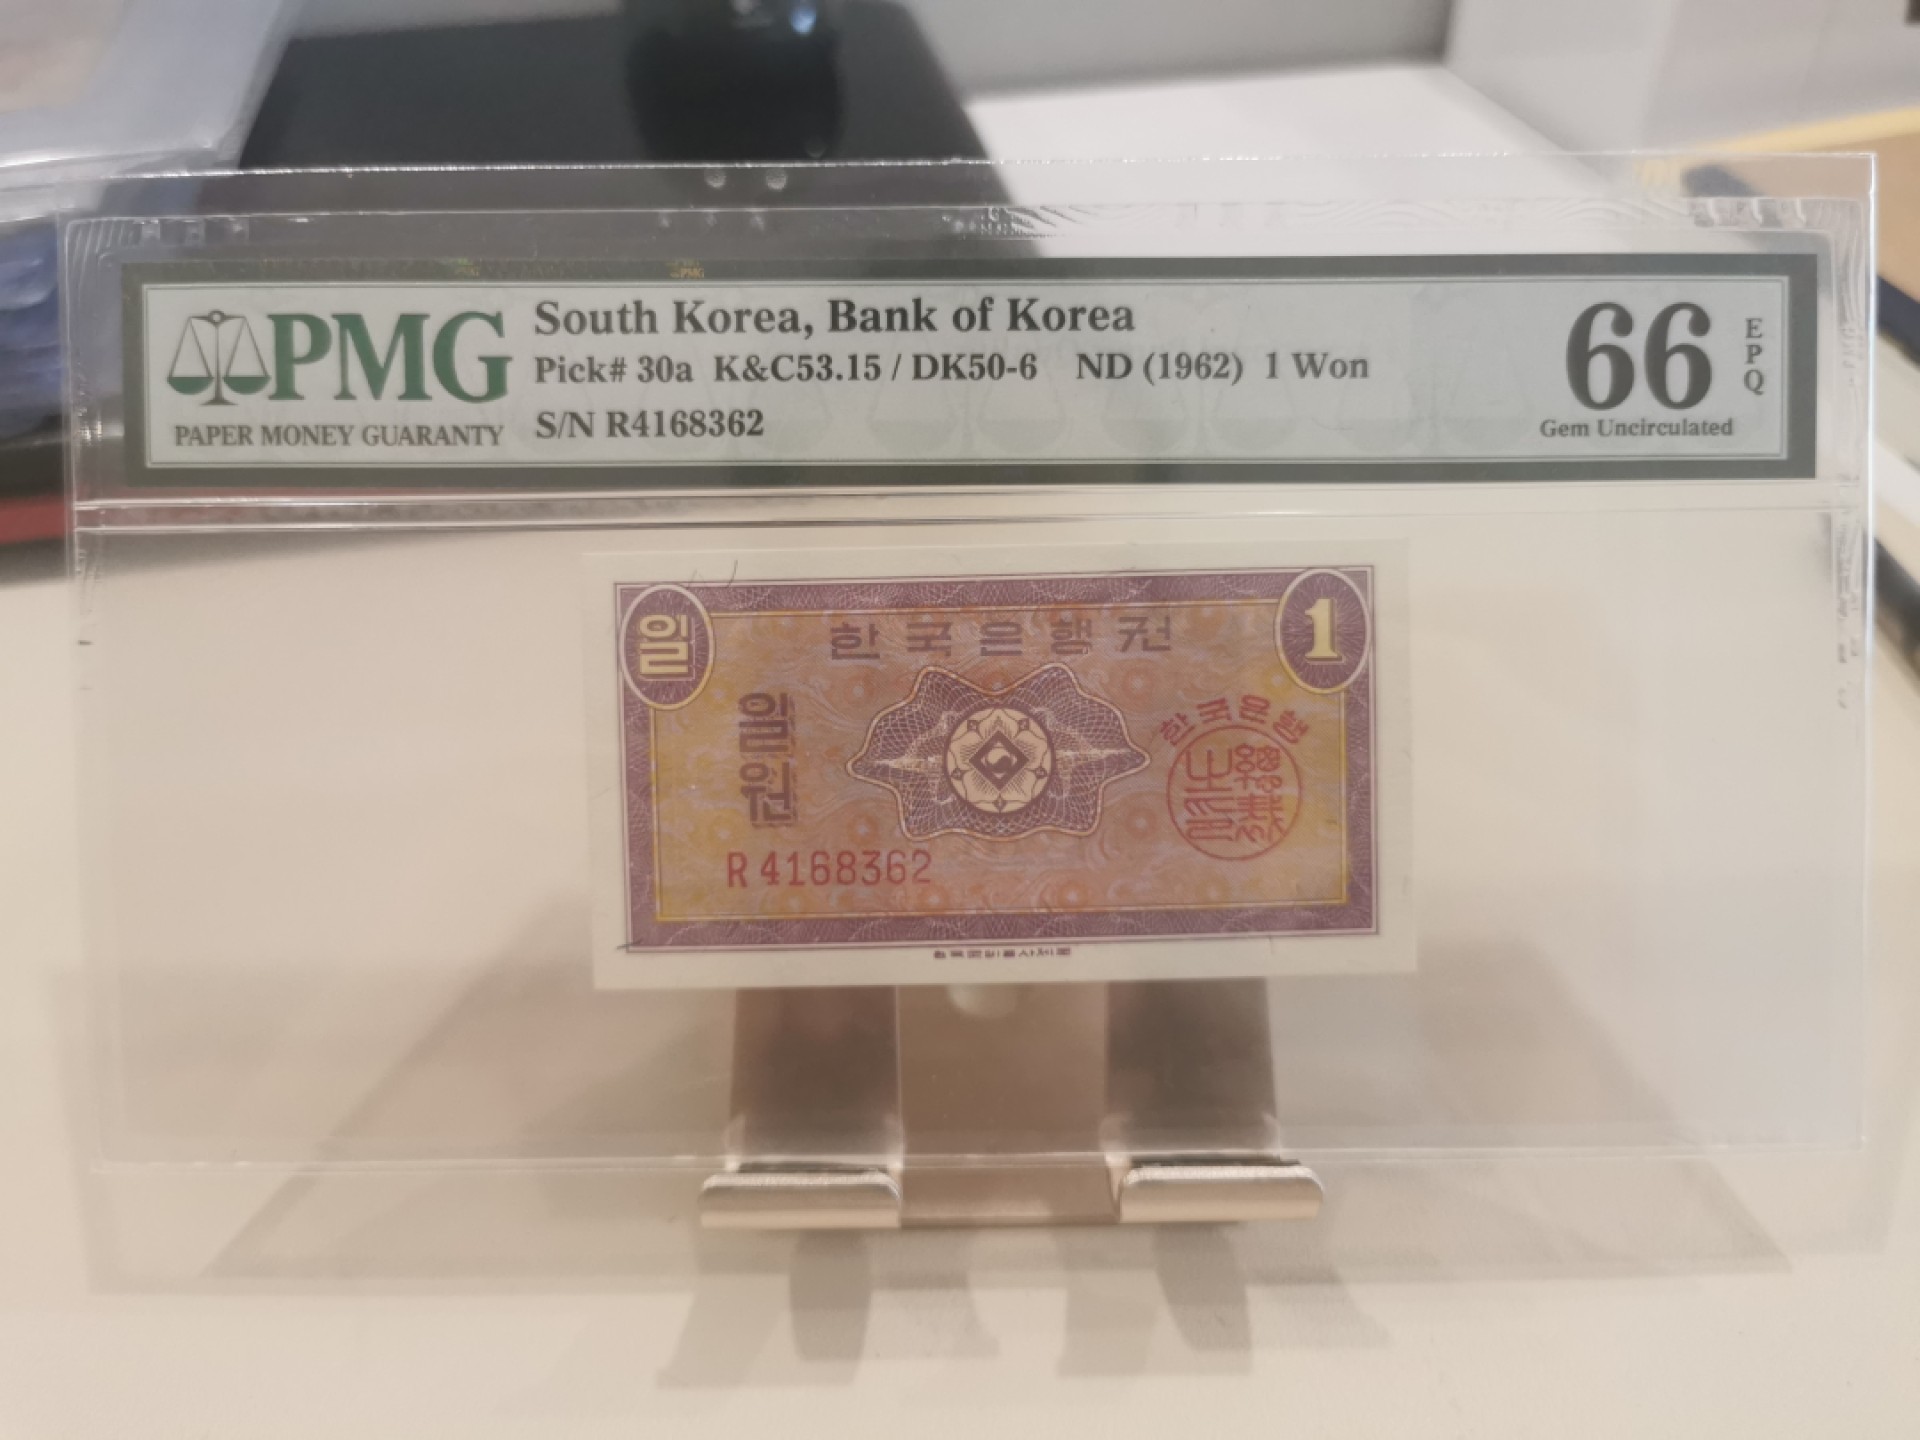 PMG
PAPER MONEY GUARANTY
South Korea, Bank of Korea
Pick# 30a K&C53.15 / DK50-6 ND (1962) 1 Won
S/N R4168362
66
EPQ
Gem Uncirculated
일
한국은행권
1
일원
한국은행
R 4168362